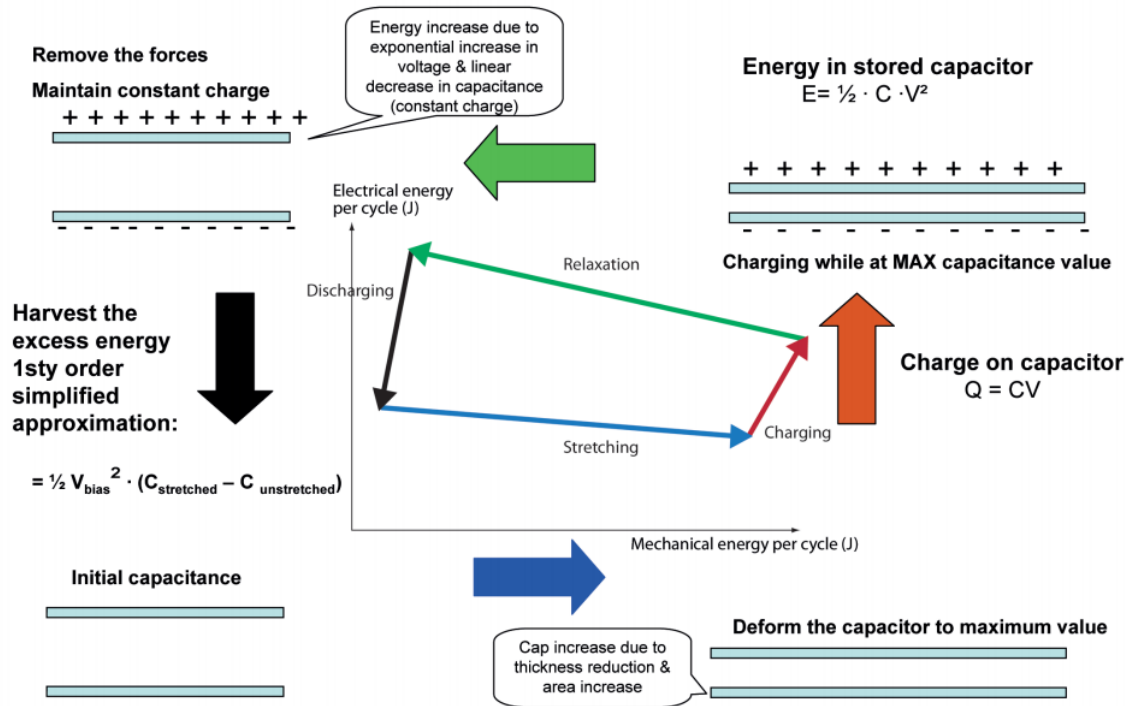 Remove the forces
Maintain constant charge
+ + + + + + + + + +
- - - - - - - - - -
Energy increase due to
exponential increase in
voltage & linear
decrease in capacitance
(constant charge)
Energy in stored capacitor
E= ½ · C ·V²
+ + + + + + + + + +
- - - - - - - - - -
Charging while at MAX capacitance value
Electrical energy
per cycle (J)
Relaxation
Discharging
Stretching
Charging
Mechanical energy per cycle (J)
Harvest the
excess energy
1sty order
simplified
approximation:
= ½ V_bias² · (C_stretched – C_unstretched)
Charge on capacitor
Q = CV
Initial capacitance
Cap increase due to
thickness reduction &
area increase
Deform the capacitor to maximum value